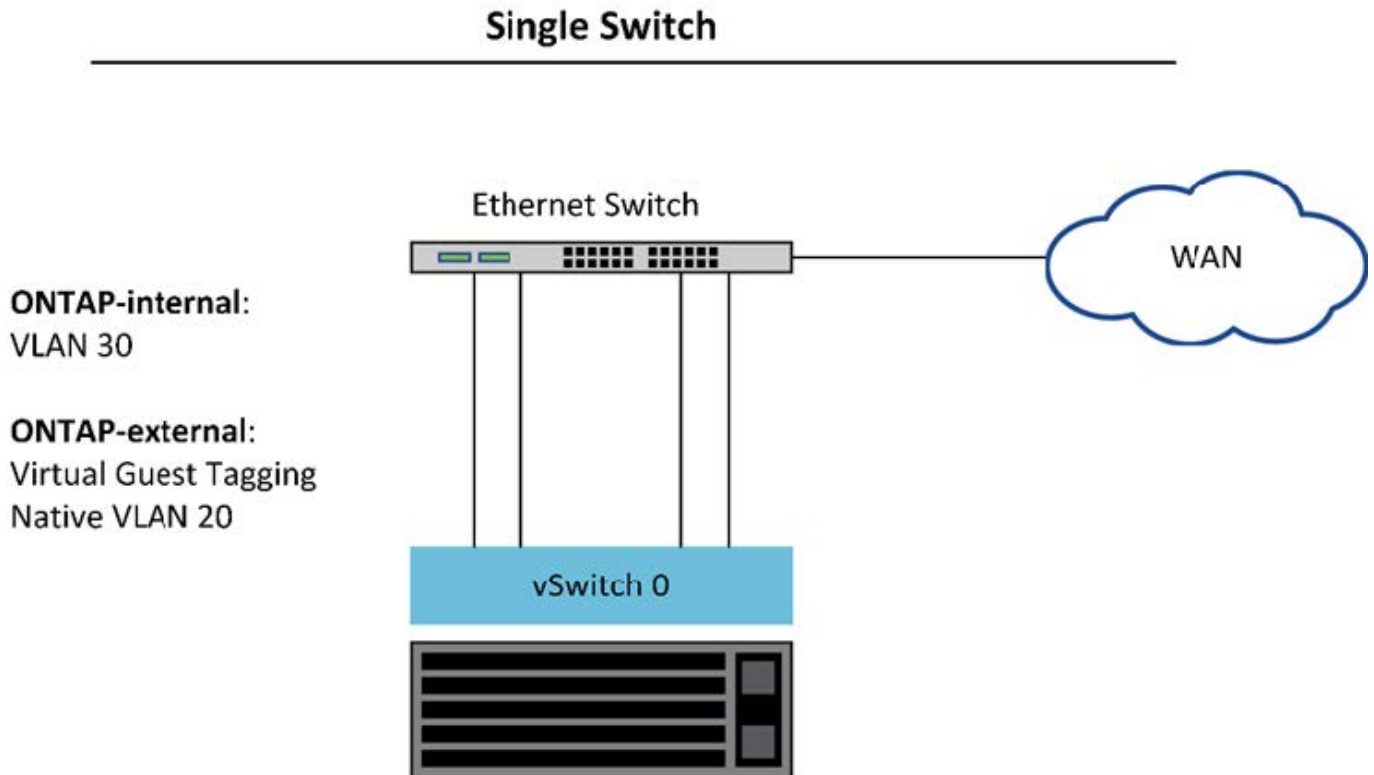 Single Switch
Ethernet Switch
WAN
ONTAP-internal:
VLAN 30
ONTAP-external:
Virtual Guest Tagging
Native VLAN 20
vSwitch 0